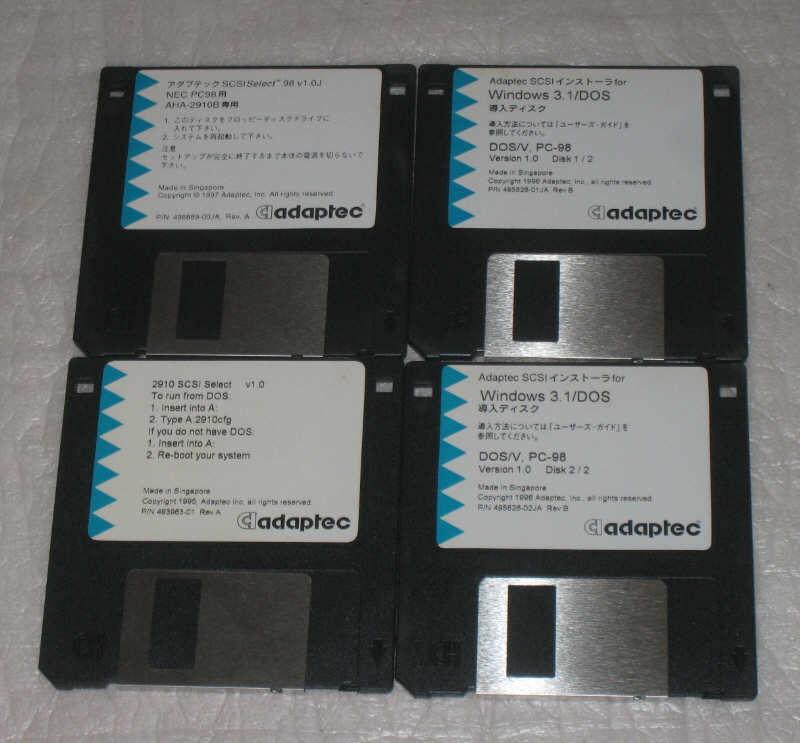 アダプテック SCSISelect™ 98 v1.0J
NEC PC98 用
AHA-2910B 専用
1. このディスクをフロッピーディスクドライブに
入れて下さい。
2. システムを再起動して下さい。
注意
セットアップが完全に終了するまで本体の電源を切らないで
下さい。
Made in Singapore
Copyright © 1997 Adaptec, Inc. All rights reserved.
P/N 496869-00JA, Rev. A
adaptec
Adaptec SCSI インストーラ for
Windows 3.1/DOS
導入ディスク
導入方法については「ユーザーズ・ガイド」を
参照してください。
DOS/V, PC-98
Version 1.0 Disk 1 / 2
Made in Singapore
Copyright 1996 Adaptec, Inc., all rights reserved.
P/N 495826-01JA Rev B
adaptec
2910 SCSI Select v1.0
To run from DOS:
1. Insert into A:
2. Type A:2910cfg
If you do not have DOS:
1. Insert into A:
2. Re-boot your system
Made in Singapore
Copyright 1995, Adaptec Inc, all rights reserved.
P/N 493963-01 Rev A
adaptec
Adaptec SCSI インストーラ for
Windows 3.1/DOS
導入ディスク
導入方法については「ユーザーズ・ガイド」を
参照してください。
DOS/V, PC-98
Version 1.0 Disk 2 / 2
Made in Singapore
Copyright 1996 Adaptec, Inc., all rights reserved.
P/N 495826-02JA Rev B
adaptec